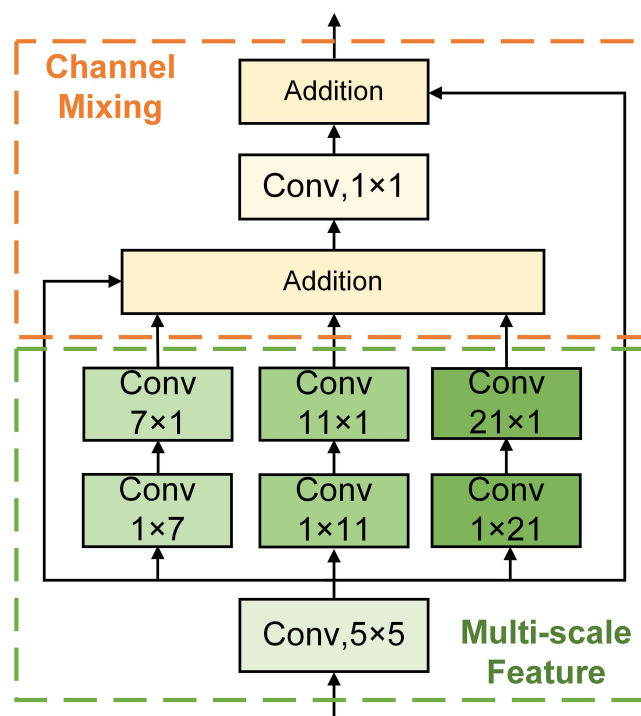 Channel
Mixing
Addition
Conv,1×1
Addition
Conv
7×1
Conv
11×1
Conv
21×1
Conv
1×7
Conv
1×11
Conv
1×21
Conv,5×5
Multi-scale
Feature